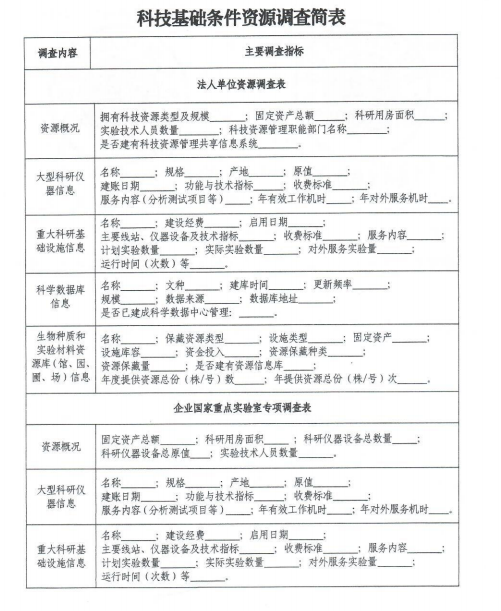 科技基础条件资源调查简表
调查内容
主要调查指标
法人单位资源调查表
资源概况
拥有科技资源类型及规模______；固定资产总额______；科研用房面积______；
实验技术人员数量______；科技资源管理职能部门名称______；
是否建有科技资源管理共享信息系统______。
大型科研仪
器信息
名称______；规格______；产地______；原值______；
建账日期______；功能与技术指标______；收费标准______；
服务内容（分析测试项目等）____；年有效工作机时____；年对外服务机时____。
重大科研基
础设施信息
名称______；建设经费______；启用日期______；
主要线站、仪器设备及技术指标______；收费标准______；服务内容______；
计划实验数量______；实际实验数量______；对外服务实验量______；
运行时间（次数）等______。
科学数据库
信息
名称______；文种______；建库时间______；更新频率______；
规模______；数据来源______；数据库地址______；
是否已建成科学数据中心管理：______。
生物种质和
实验材料资
源库（馆、园、
圃、场）信息
名称______；保藏资源类型______；设施类型______；固定资产______；
设施库容______；资金投入______；资源保藏种类______；
资源保藏量______；是否建有资源信息库______；
年度提供资源总份（株/号）数______；年提供资源总份（株/号）次______。
企业国家重点实验室专项调查表
资源概况
固定资产总额______；科研用房面积______；科研仪器设备总数量______；
科研仪器设备总原值____；实验技术人员数量______。
大型科研仪
器信息
名称______；规格______；产地______；原值______；
建账日期______；功能与技术指标______；收费标准______；
服务内容（分析测试项目等）____；年有效工作机时____；年对外服务机时____。
重大科研基
础设施信息
名称______；建设经费______；启用日期______；
主要线站、仪器设备及技术指标______；收费标准______；服务内容______；
计划实验数量______；实际实验数量______；对外服务实验量______；
运行时间（次数）等______。